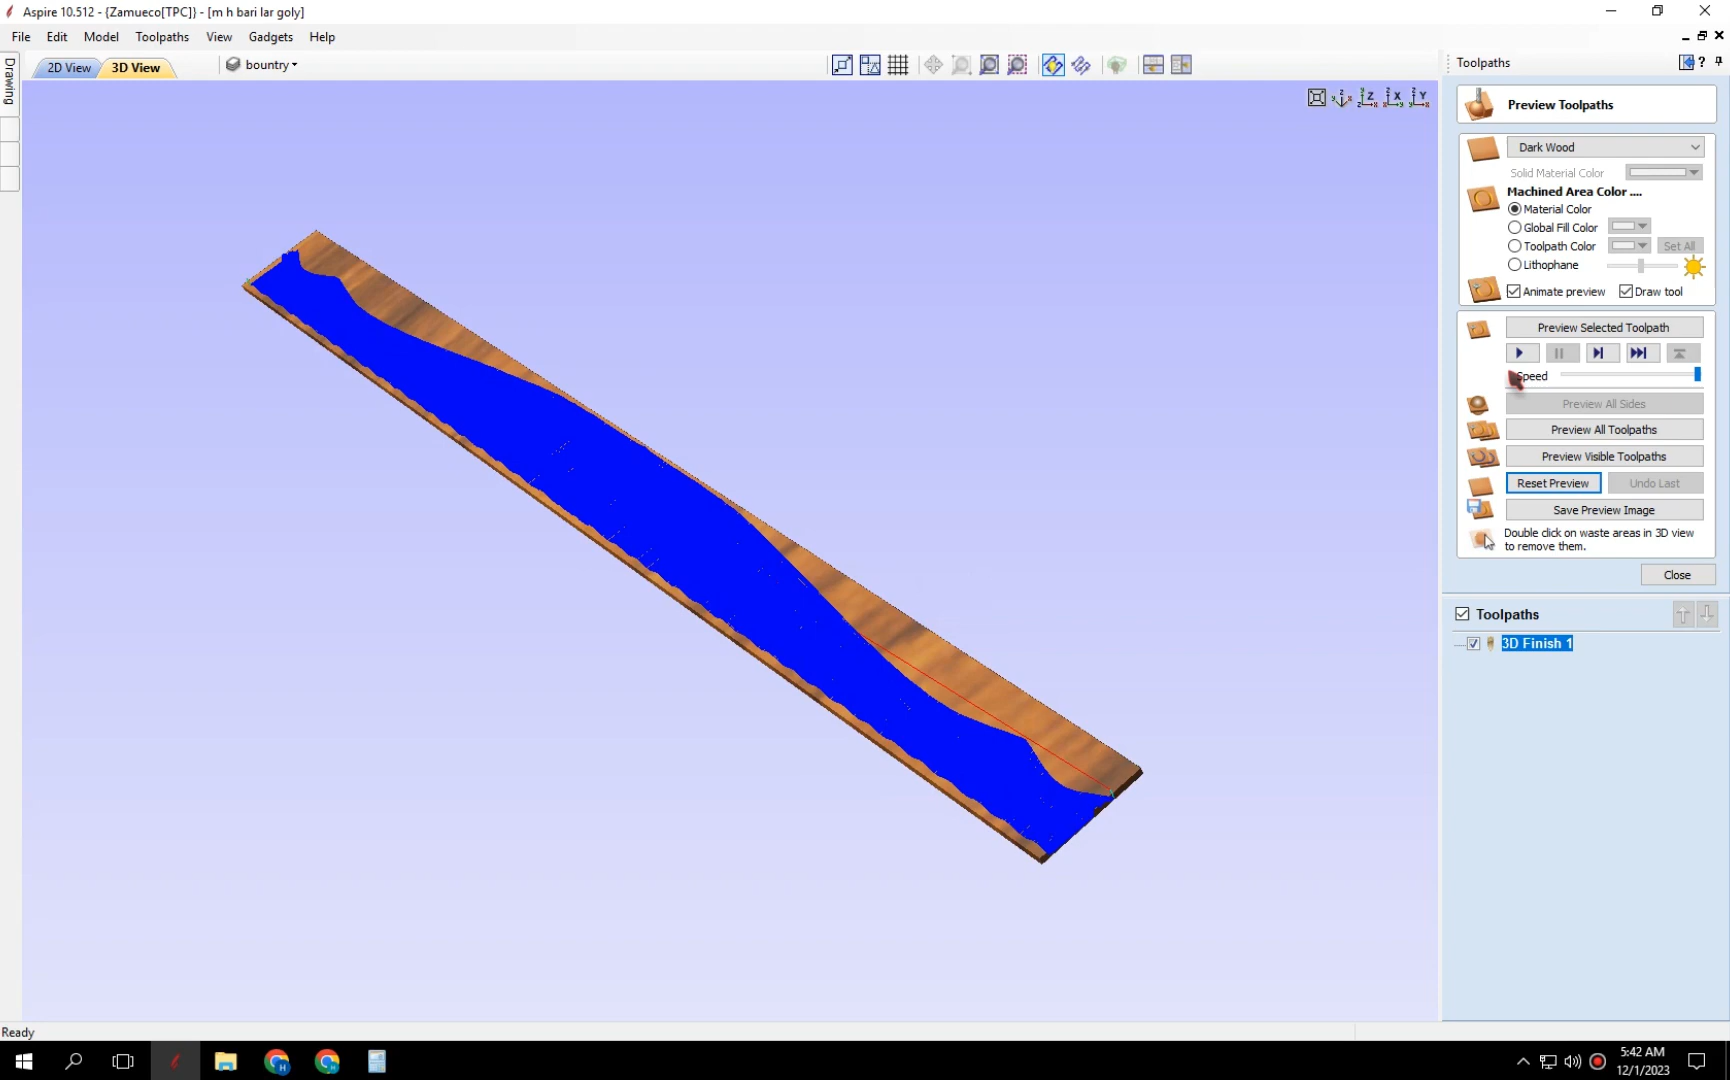 Aspire 10.512 - {Zamueco[TPC]} - [m h bari lar goly]
File Edit Model Toolpaths View Gadgets Help
Drawing
2D View 3D View bountry
Toolpaths ?
Z X Y
Preview Toolpaths
Dark Wood
Solid Material Color
Machined Area Color ....
Material Color
Global Fill Color
Toolpath Color Set All
Lithophane
Animate preview Draw tool
Preview Selected Toolpath
Speed
Preview All Sides
Preview All Toolpaths
Preview Visible Toolpaths
Reset Preview Undo Last
Save Preview Image
Double click on waste areas in 3D view
to remove them.
Close
Toolpaths
3D Finish 1
Ready
5:42 AM
12/1/2023